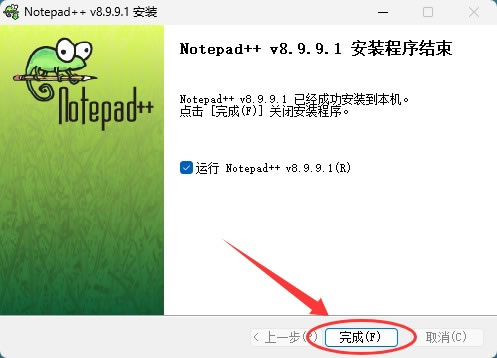 Notepad++ v8.9.9.1 安装
Notepad++
Notepad++ v8.9.9.1 安装程序结束
Notepad++ v8.9.9.1 已经成功安装到本机。
点击 [完成(F)] 关闭安装程序。
运行 Notepad++ v8.9.9.1(R)
< 上一步(P) 完成(F) 取消(C)